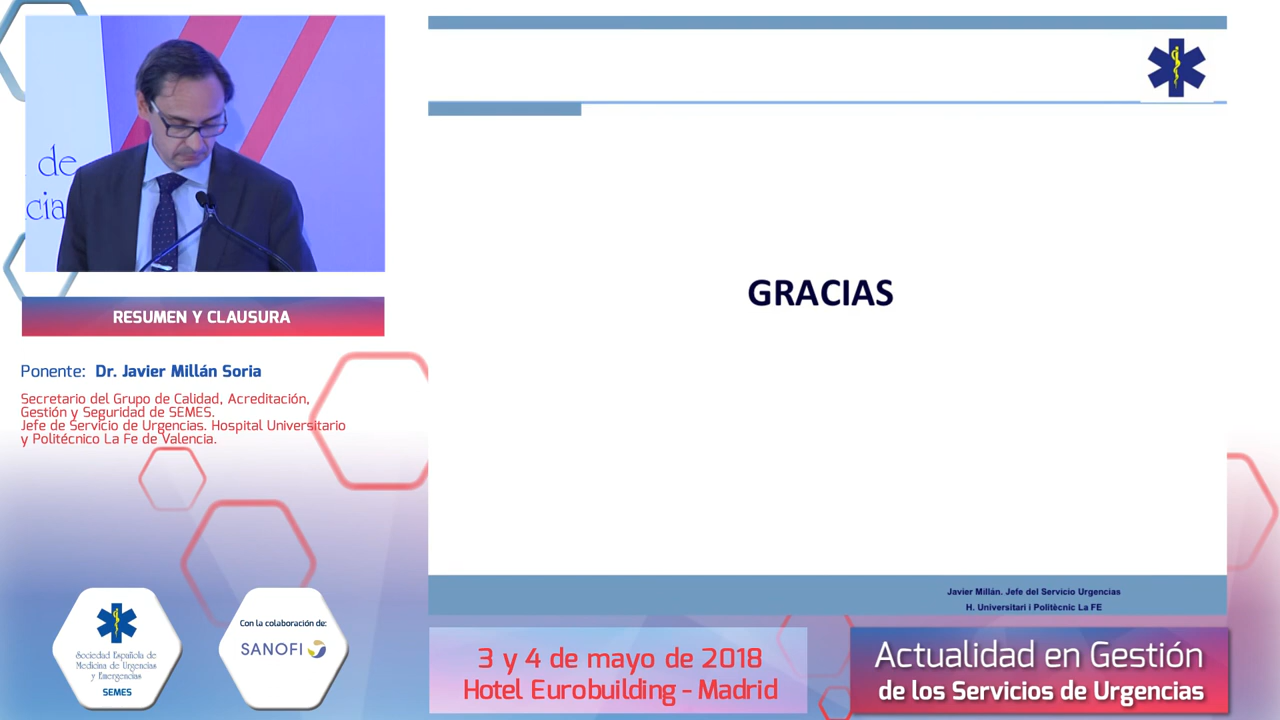 de
cia
RESUMEN Y CLAUSURA
Ponente: Dr. Javier Millán Soria
Secretario del Grupo de Calidad, Acreditación,
Gestión y Seguridad de SEMES.
Jefe de Servicio de Urgencias. Hospital Universitario
y Politécnico La Fe de Valencia.
Sociedad Española de
Medicina de Urgencias
y Emergencias
SEMES
Con la colaboración de:
SANOFI
GRACIAS
Javier Millán. Jefe del Servicio Urgencias
H. Universitari i Politècnic La FE
3 y 4 de mayo de 2018
Hotel Eurobuilding - Madrid
Actualidad en Gestión
de los Servicios de Urgencias